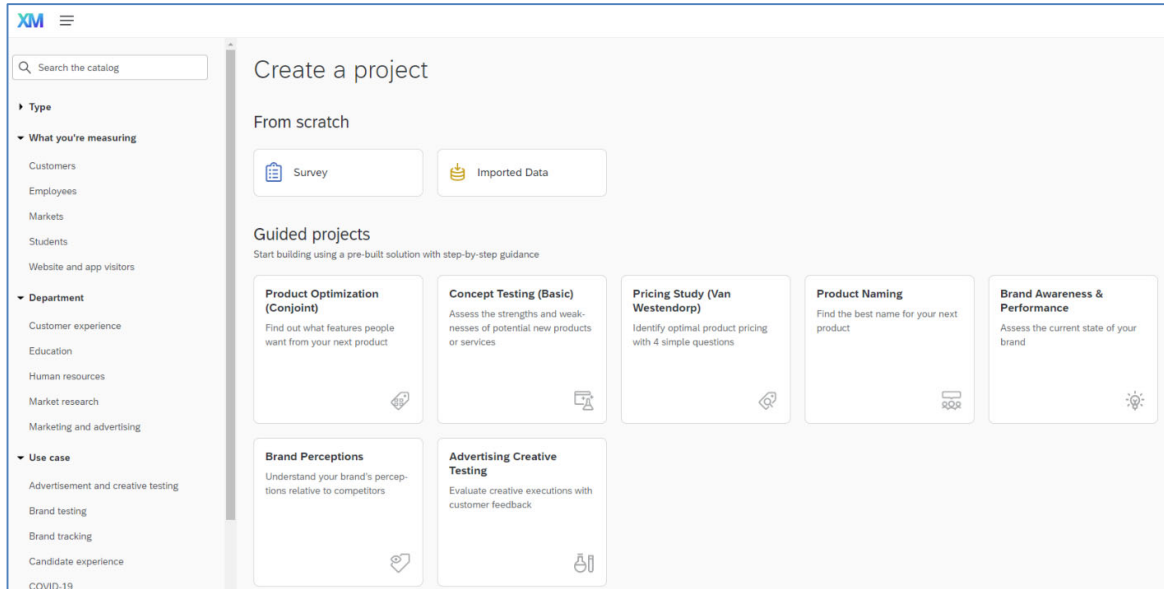 XM
Search the catalog
Type
What you're measuring
Customers
Employees
Markets
Students
Website and app visitors
Department
Customer experience
Education
Human resources
Market research
Marketing and advertising
Use case
Advertisement and creative testing
Brand testing
Brand tracking
Candidate experience
COVID-19
Create a project
From scratch
Survey
Imported Data
Guided projects
Start building using a pre-built solution with step-by-step guidance
Product Optimization
(Conjoint)
Find out what features people
want from your next product
Concept Testing (Basic)
Assess the strengths and weak-
nesses of potential new products
or services
Pricing Study (Van
Westendorp)
Identify optimal product pricing
with 4 simple questions
Product Naming
Find the best name for your next
product
Brand Awareness &
Performance
Assess the current state of your
brand
Brand Perceptions
Understand your brand's percep-
tions relative to competitors
Advertising Creative
Testing
Evaluate creative executions with
customer feedback